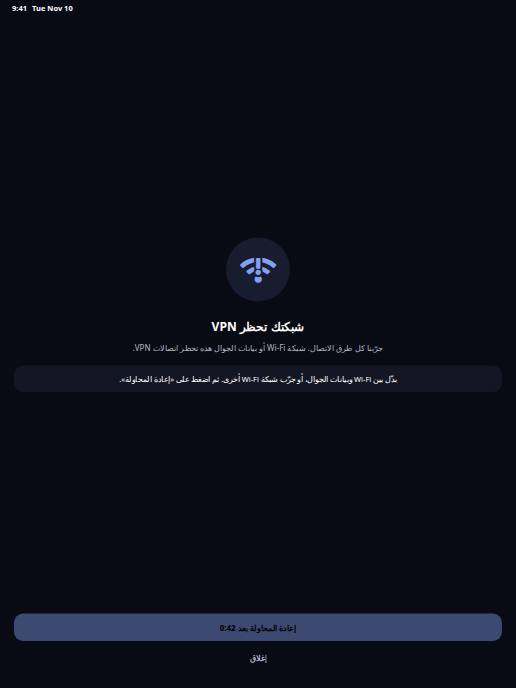 9:41 Tue Nov 10
شبكتك تحظر VPN
جرّبنا كل طرق الاتصال. شبكة Wi-Fi أو بيانات الجوال هذه تحظر اتصالات VPN.
بدّل بين Wi-Fi وبيانات الجوال، أو جرّب شبكة Wi-Fi أخرى، ثم اضغط على «إعادة المحاولة».
إعادة المحاولة بعد 0:42
إغلاق